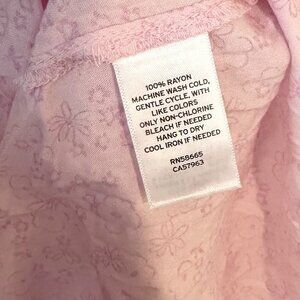 100% RAYON
MACHINE WASH COLD,
GENTLE CYCLE, WITH
LIKE COLORS
ONLY NON-CHLORINE
BLEACH IF NEEDED
HANG TO DRY
COOL IRON IF NEEDED
RN58665
CA57963